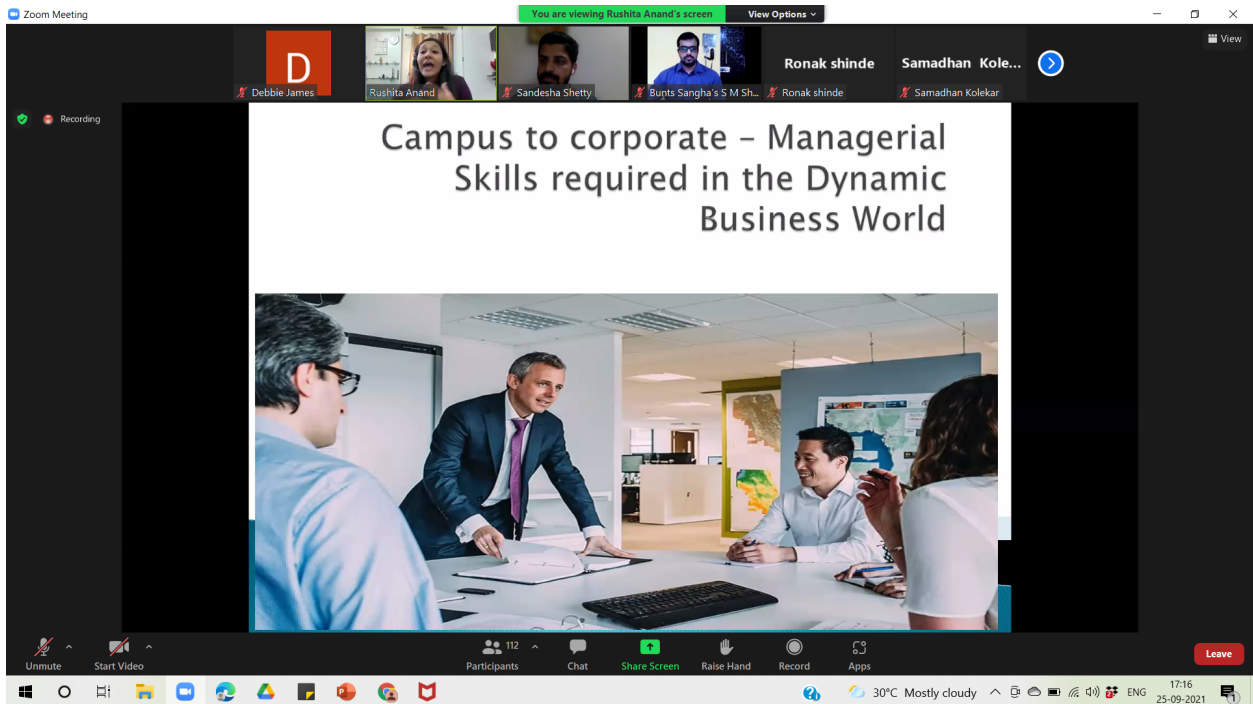 Zoom Meeting
You are viewing Rushita Anand's screen
View Options
View
D
Debbie James
Rushita Anand
Sandesha Shetty
Bunts Sangha's S M Sh...
Ronak shinde
Ronak shinde
Samadhan Kole...
Samadhan Kolekar
Recording
Campus to corporate – Managerial
Skills required in the Dynamic
Business World
Unmute
Start Video
112
Participants
Chat
Share Screen
Raise Hand
Record
Apps
Leave
30°C Mostly cloudy
ENG
17:16
25-09-2021
1